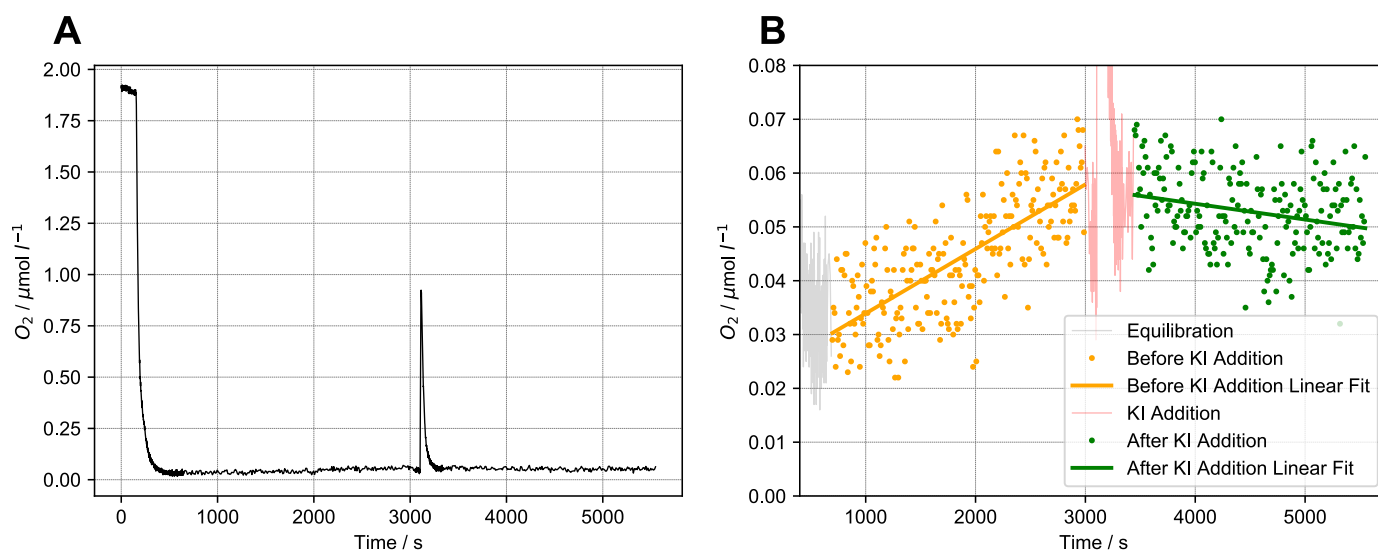 A
2.00
1.75
1.50
1.25
1.00
0.75
0.50
0.25
0.00
O₂ / μmol l⁻¹
0 1000 2000 3000 4000 5000
Time / s
B
0.08
0.07
0.06
0.05
0.04
0.03
0.02
0.01
0.00
O₂ / μmol l⁻¹
1000 2000 3000 4000 5000
Time / s
Equilibration
Before KI Addition
Before KI Addition Linear Fit
KI Addition
After KI Addition
After KI Addition Linear Fit